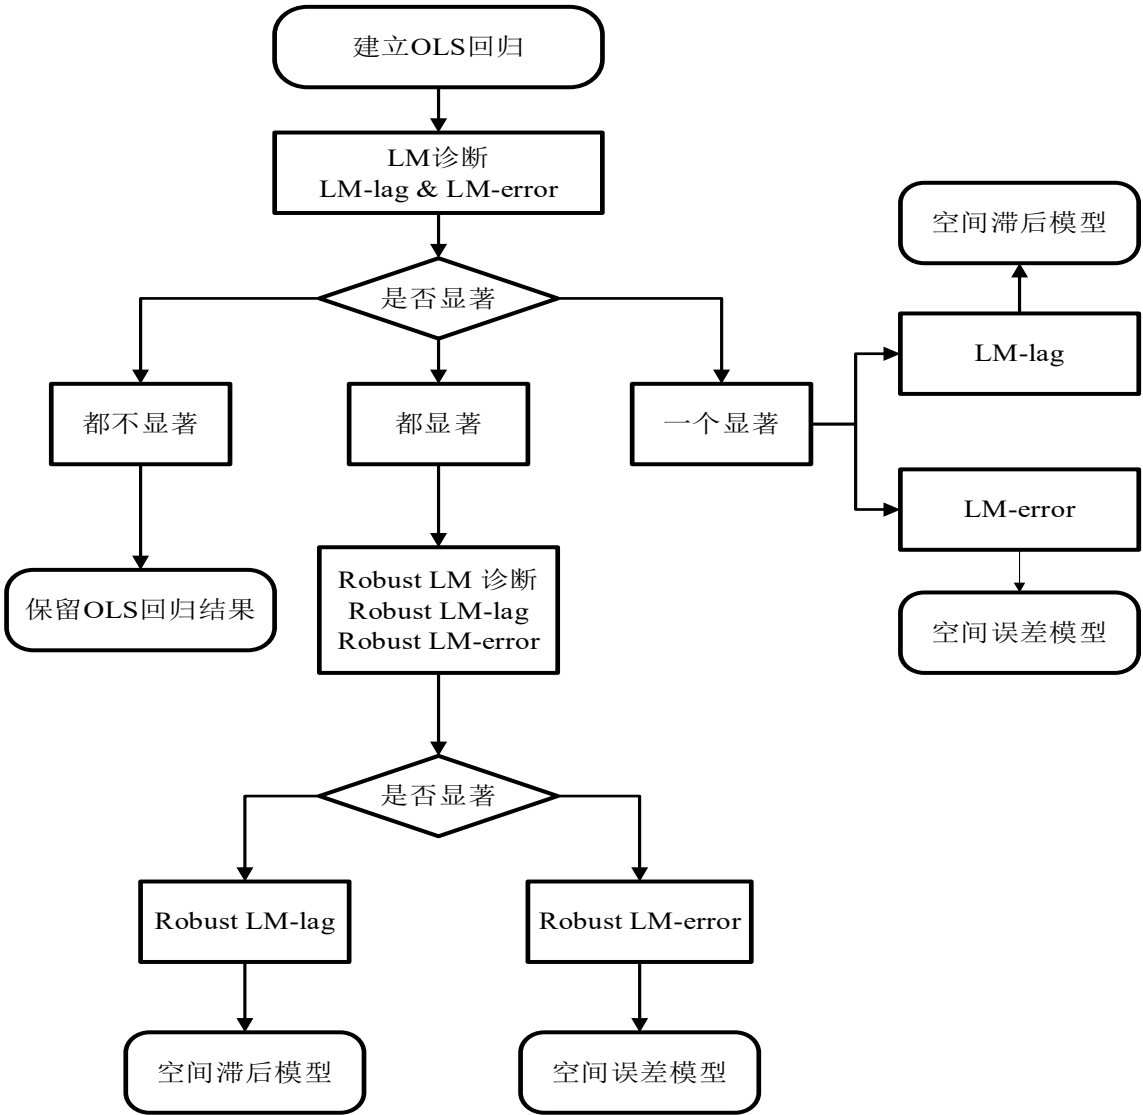 建立OLS回归
LM诊断
LM-lag & LM-error
是否显著
空间滞后模型
LM-lag
都不显著
都显著
一个显著
LM-error
保留OLS回归结果
Robust LM 诊断
Robust LM-lag
Robust LM-error
空间误差模型
是否显著
Robust LM-lag
Robust LM-error
空间滞后模型
空间误差模型